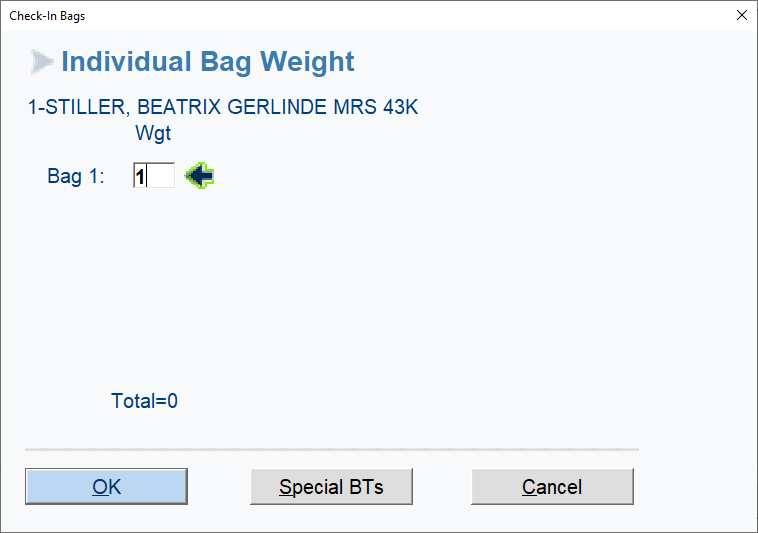 Check-In Bags
Individual Bag Weight
1-STILLER, BEATRIX GERLINDE MRS 43K
Wgt
Bag 1: 1
Total=0
OK Special BTs Cancel